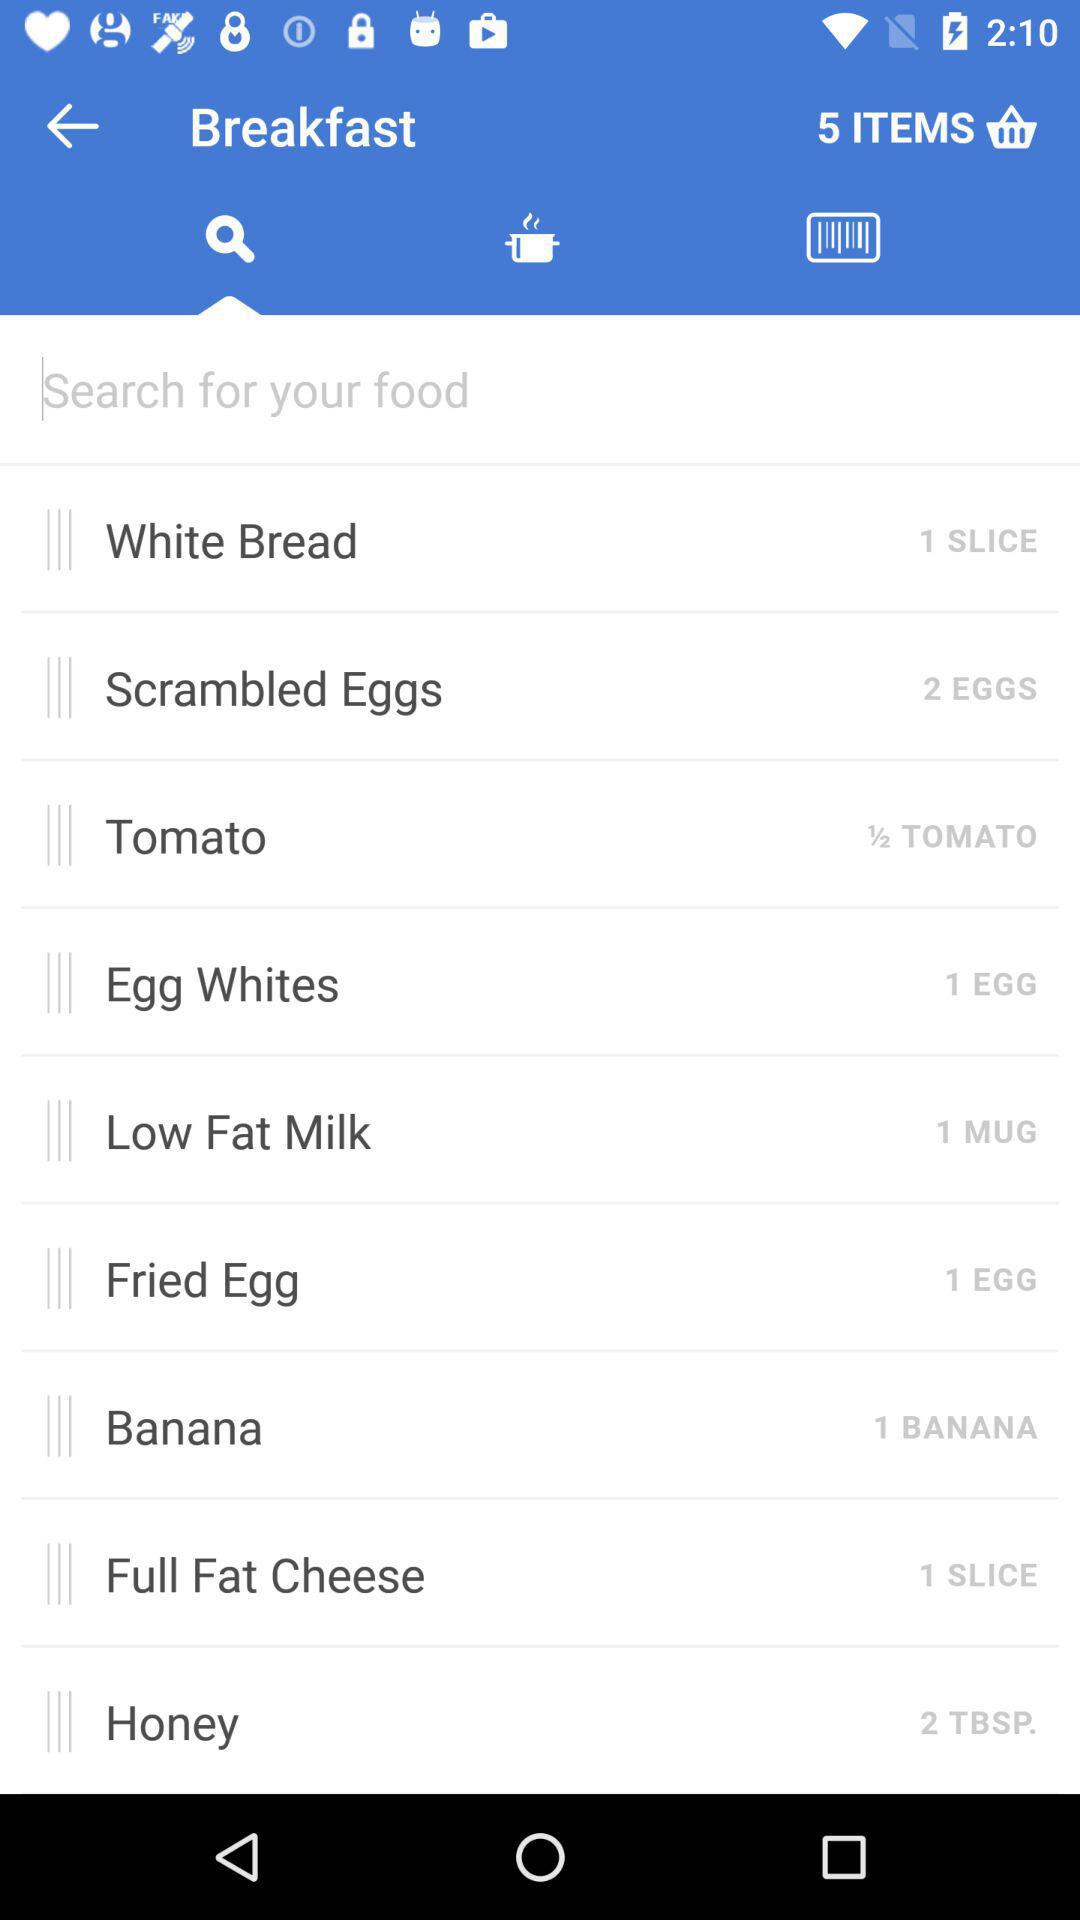 FAKE
2:10
Breakfast
5 ITEMS
Search for your food
White Bread 1 SLICE
Scrambled Eggs 2 EGGS
Tomato ½ TOMATO
Egg Whites 1 EGG
Low Fat Milk 1 MUG
Fried Egg 1 EGG
Banana 1 BANANA
Full Fat Cheese 1 SLICE
Honey 2 TBSP.